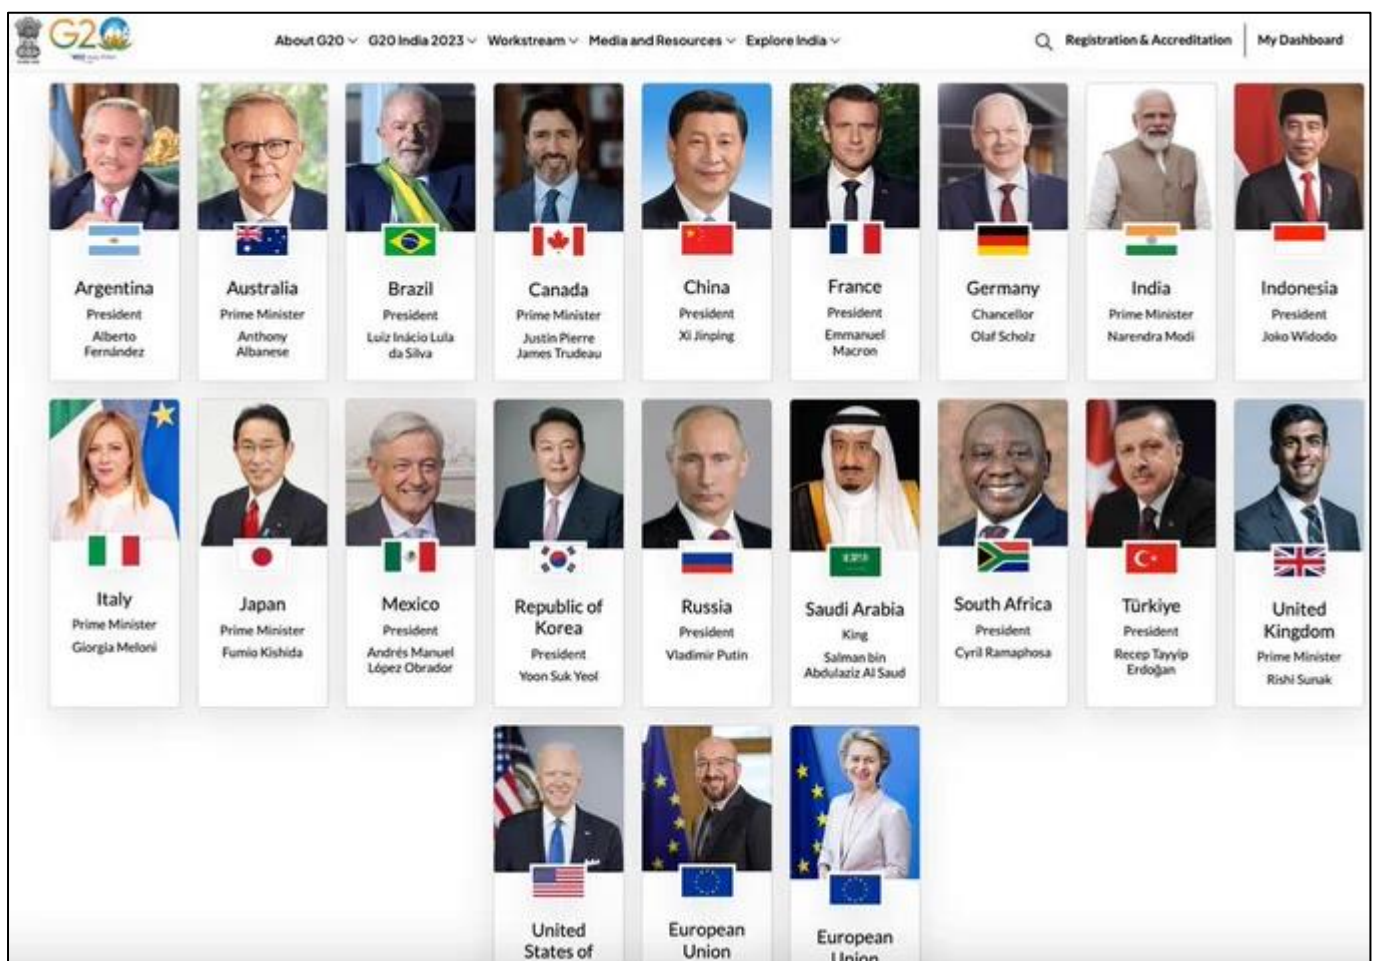 G20
About G20
G20 India 2023
Workstream
Media and Resources
Explore India
Registration & Accreditation
My Dashboard
Argentina
President
Alberto
Fernández
Australia
Prime Minister
Anthony
Albanese
Brazil
President
Luiz Inácio Lula
da Silva
Canada
Prime Minister
Justin Pierre
James Trudeau
China
President
Xi Jinping
France
President
Emmanuel
Macron
Germany
Chancellor
Olaf Scholz
India
Prime Minister
Narendra Modi
Indonesia
President
Joko Widodo
Italy
Prime Minister
Giorgia Meloni
Japan
Prime Minister
Fumio Kishida
Mexico
President
Andrés Manuel
López Obrador
Republic of
Korea
President
Yoon Suk Yeol
Russia
President
Vladimir Putin
Saudi Arabia
King
Salman bin
Abdulaziz Al Saud
South Africa
President
Cyril Ramaphosa
Türkiye
President
Recep Tayyip
Erdoğan
United
Kingdom
Prime Minister
Rishi Sunak
United
States of
European
Union
European
Union